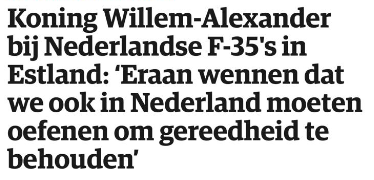 Koning Willem-Alexander
bij Nederlandse F-35's in
Estland: ‘Eraan wennen dat
we ook in Nederland moeten
oefenen om gereedheid te
behouden’